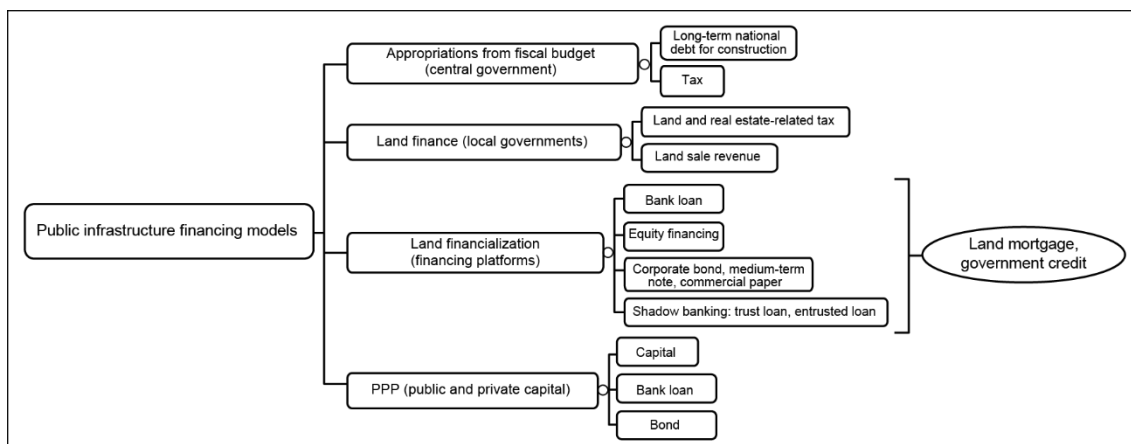 Public infrastructure financing models
Appropriations from fiscal budget
(central government)
Long-term national
debt for construction
Tax
Land finance (local governments)
Land and real estate-related tax
Land sale revenue
Land financialization
(financing platforms)
Bank loan
Equity financing
Corporate bond, medium-term
note, commercial paper
Shadow banking: trust loan, entrusted loan
Land mortgage,
government credit
PPP (public and private capital)
Capital
Bank loan
Bond